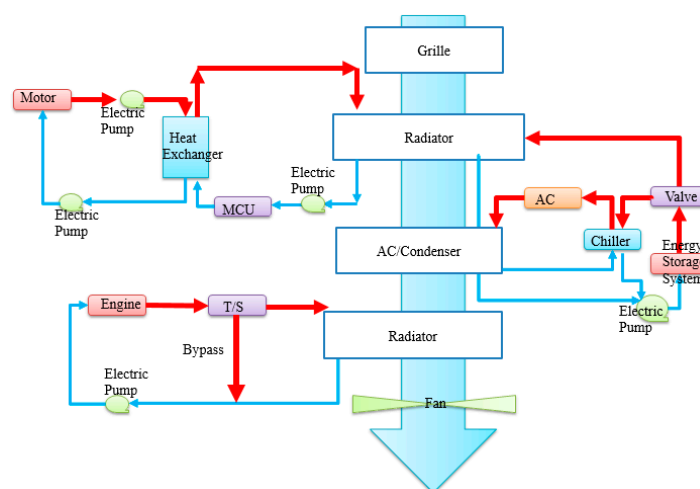 Grille
Motor
Electric
Pump
Heat
Exchanger
Radiator
Electric
Pump
MCU
Electric
Pump
AC
Valve
Chiller
Energy
Storage
System
AC/Condenser
Electric
Pump
Engine
T/S
Bypass
Radiator
Electric
Pump
Fan